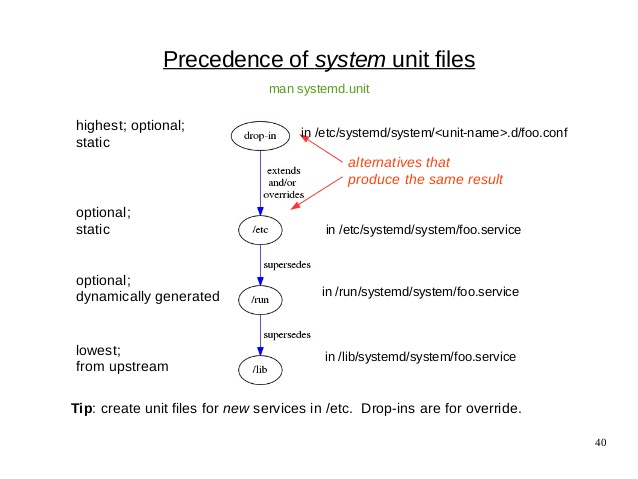 Precedence of system unit files
man systemd.unit
highest; optional;
static
drop-in
in /etc/systemd/system/<unit-name>.d/foo.conf
alternatives that
produce the same result
extends
and/or
overrides
optional;
static
/etc
in /etc/systemd/system/foo.service
supersedes
optional;
dynamically generated
/run
in /run/systemd/system/foo.service
supersedes
lowest;
from upstream
/lib
in /lib/systemd/system/foo.service
Tip: create unit files for new services in /etc.  Drop-ins are for override.
40